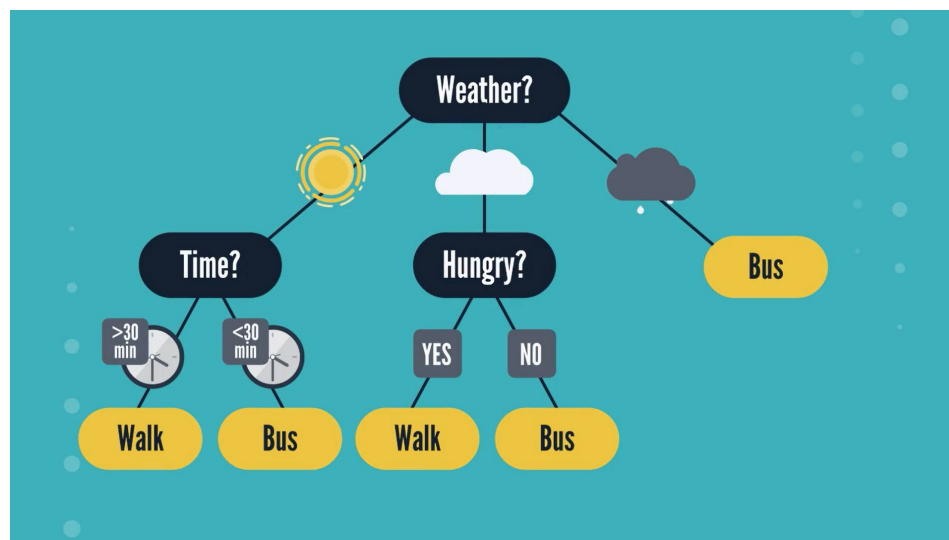 Weather?
Time?
Hungry?
Bus
>30
min
<30
min
YES
NO
Walk
Bus
Walk
Bus